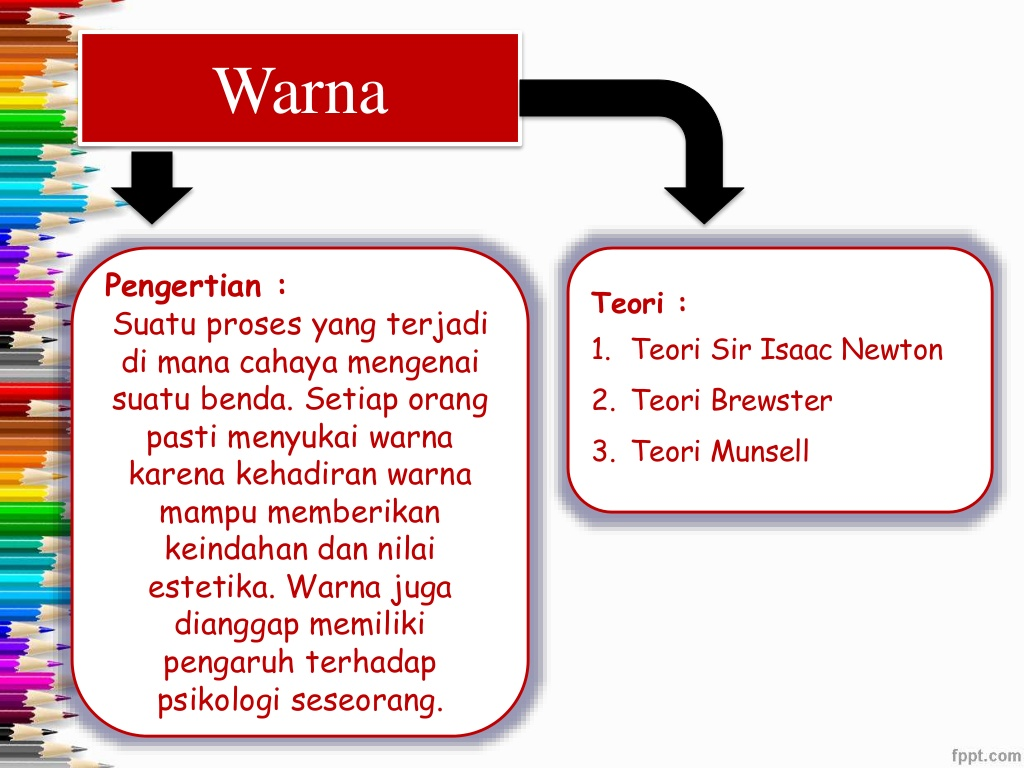 Warna
Pengertian :
Suatu proses yang terjadi
di mana cahaya mengenai
suatu benda. Setiap orang
pasti menyukai warna
karena kehadiran warna
mampu memberikan
keindahan dan nilai
estetika. Warna juga
dianggap memiliki
pengaruh terhadap
psikologi seseorang.
Teori :
1. Teori Sir Isaac Newton
2. Teori Brewster
3. Teori Munsell
fppt.com